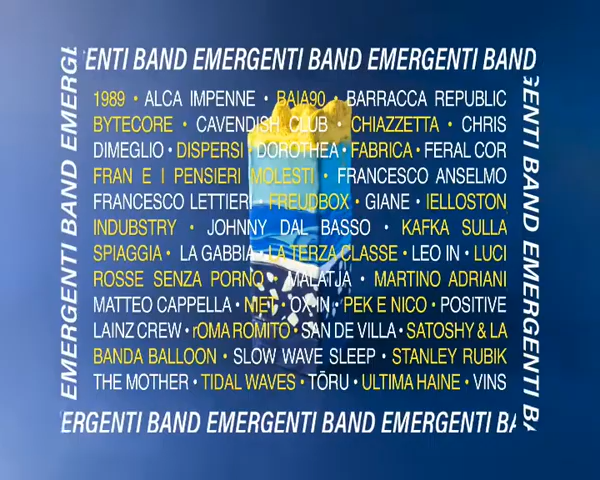 ENTI BAND EMERGENTI BAND EMERGENTI BAND
1989 • ALCA IMPENNE • BAIA90 • BARRACCA REPUBLIC
BYTECORE • CAVENDISH CLUB • CHIAZZETTA • CHRIS
DIMEGLIO • DISPERSI DOROTHEA • FABRICA • FERAL COR
FRAN E I PENSIERI MOLESTI • FRANCESCO ANSELMO
FRANCESCO LETTIERI • FREUDBOX • GIANE • IELLOSTON
INDUBSTRY • JOHNNY DAL BASSO • KAFKA SULLA
SPIAGGIA • LA GABBIA • LA TERZA CLASSE • LEO IN • LUCI
ROSSE SENZA PORNO • MALATJA • MARTINO ADRIANI
MATTEO CAPPELLA • MET • OX-IN • PEK E NICO • POSITIVE
LAINZ CREW • rOMA ROMITO • SAN DE VILLA • SATOSHY & LA
BANDA BALLOON • SLOW WAVE SLEEP • STANLEY RUBIK
THE MOTHER • TIDAL WAVES • TŌRU • ULTIMA HAINE • VINS
EMERGENTI BAND EMERG
GENTI BAND EMERGENTI BA
ERGENTI BAND EMERGENTI BAND EMERGENTI BA